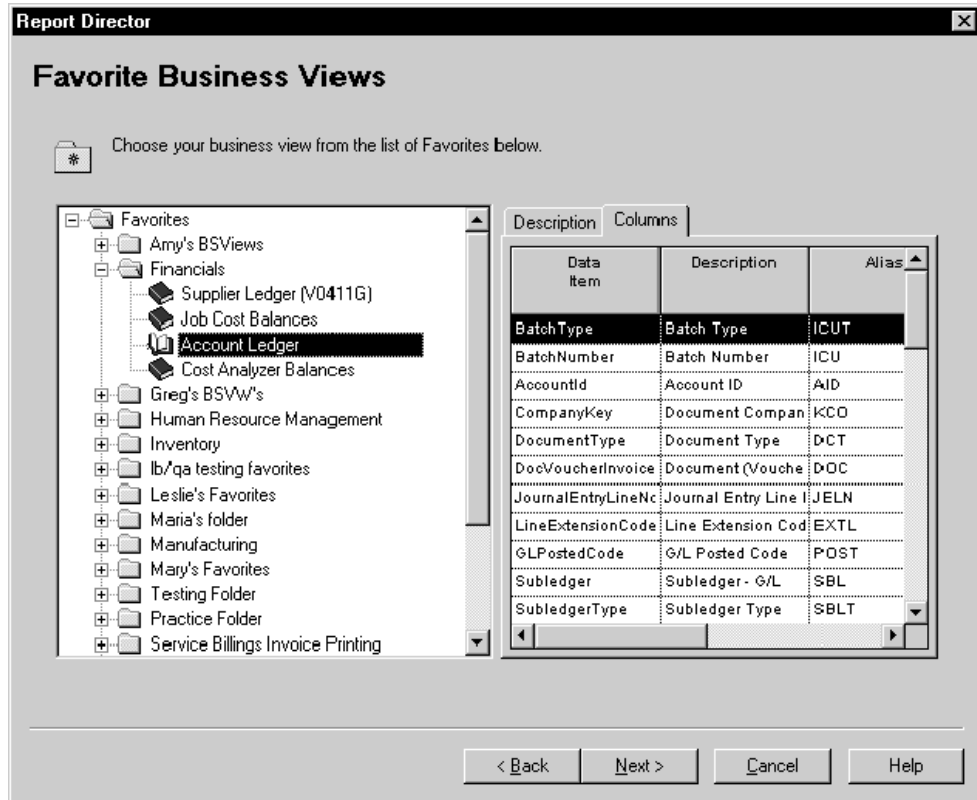 Report Director
Favorite Business Views
Choose your business view from the list of Favorites below.
Favorites
Amy's BSViews
Financials
Supplier Ledger (V0411G)
Job Cost Balances
Account Ledger
Cost Analyzer Balances
Greg's BSVW's
Human Resource Management
Inventory
lb/qa testing favorites
Leslie's Favorites
Maria's folder
Manufacturing
Mary's Favorites
Testing Folder
Practice Folder
Service Billings Invoice Printing
Description Columns
Data Item Description Alias
BatchType Batch Type ICUT
BatchNumber Batch Number ICU
AccountId Account ID AID
CompanyKey Document Compan KCO
DocumentType Document Type DCT
DocVoucherInvoice Document (Vouche DOC
JournalEntryLineNo Journal Entry Line JELN
LineExtensionCode Line Extension Cod EXTL
GLPostedCode G/L Posted Code POST
Subledger Subledger - G/L SBL
SubledgerType Subledger Type SBLT
< Back Next > Cancel Help